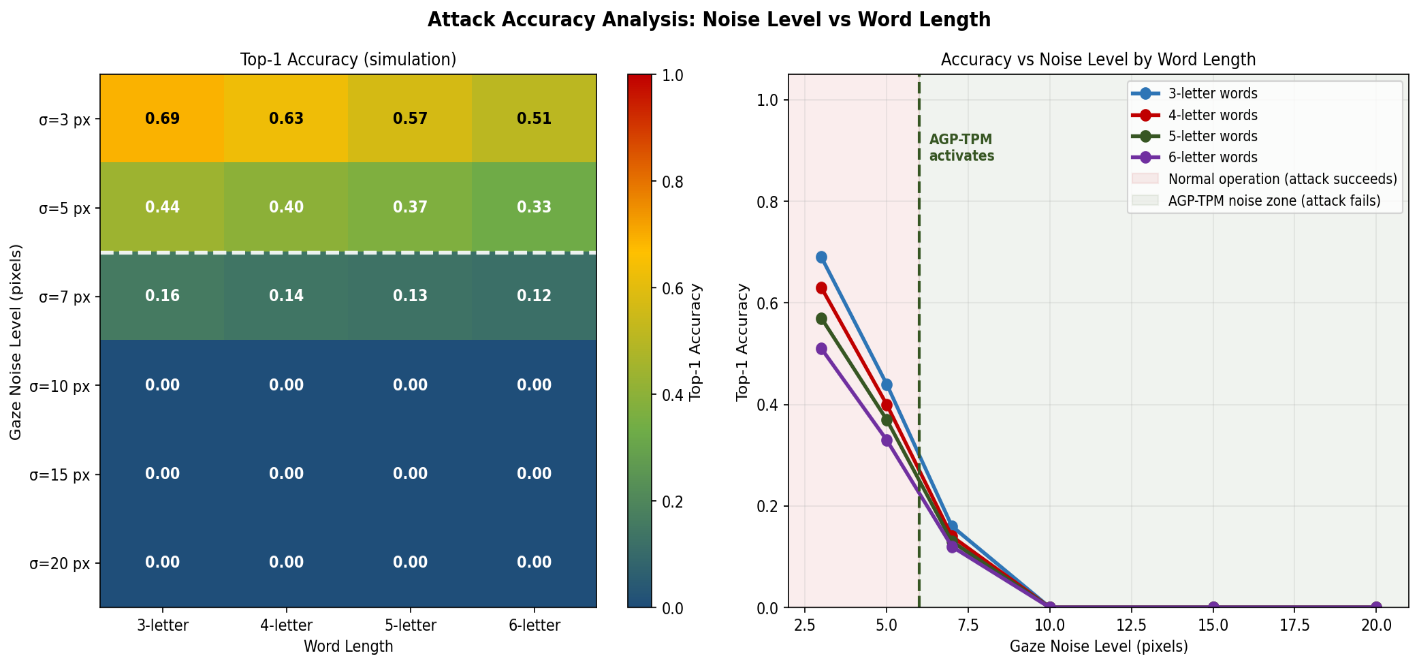 Attack Accuracy Analysis: Noise Level vs Word Length
Top-1 Accuracy (simulation)
Gaze Noise Level (pixels)
σ=3 px
0.69 0.63 0.57 0.51
σ=5 px
0.44 0.40 0.37 0.33
σ=7 px
0.16 0.14 0.13 0.12
σ=10 px
0.00 0.00 0.00 0.00
σ=15 px
0.00 0.00 0.00 0.00
σ=20 px
0.00 0.00 0.00 0.00
3-letter 4-letter 5-letter 6-letter
Word Length
1.0
0.8
0.6
0.4
0.2
0.0
Top-1 Accuracy
Accuracy vs Noise Level by Word Length
Top-1 Accuracy
1.0
0.8
0.6
0.4
0.2
0.0
AGP-TPM
activates
3-letter words
4-letter words
5-letter words
6-letter words
Normal operation (attack succeeds)
AGP-TPM noise zone (attack fails)
2.5 5.0 7.5 10.0 12.5 15.0 17.5 20.0
Gaze Noise Level (pixels)